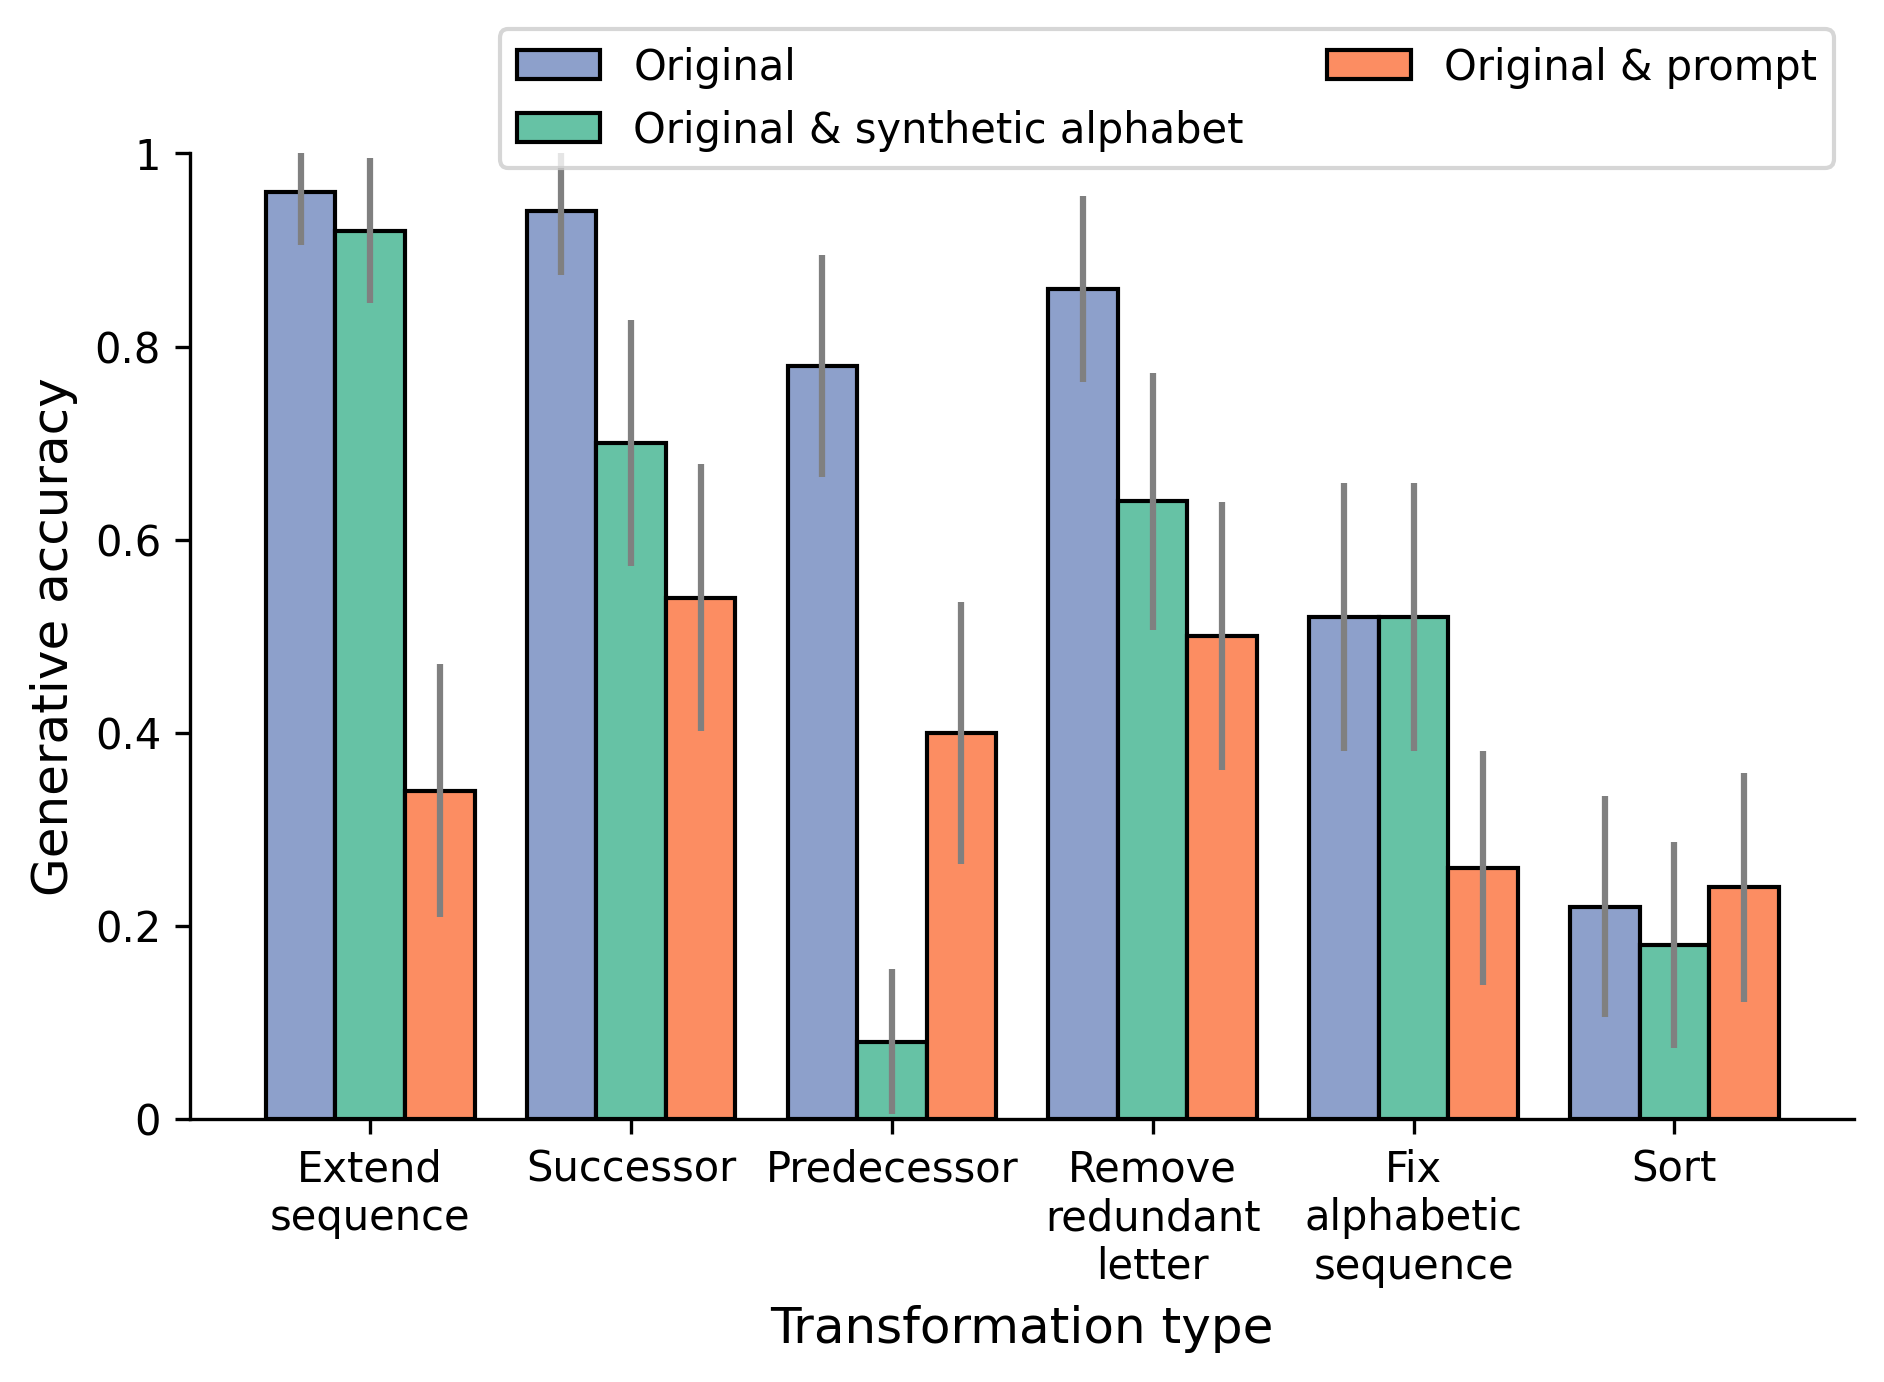 Original
Original & synthetic alphabet
Original & prompt
Generative accuracy
1
0.8
0.6
0.4
0.2
0
Extend
sequence
Successor
Predecessor
Remove
redundant
letter
Fix
alphabetic
sequence
Sort
Transformation type